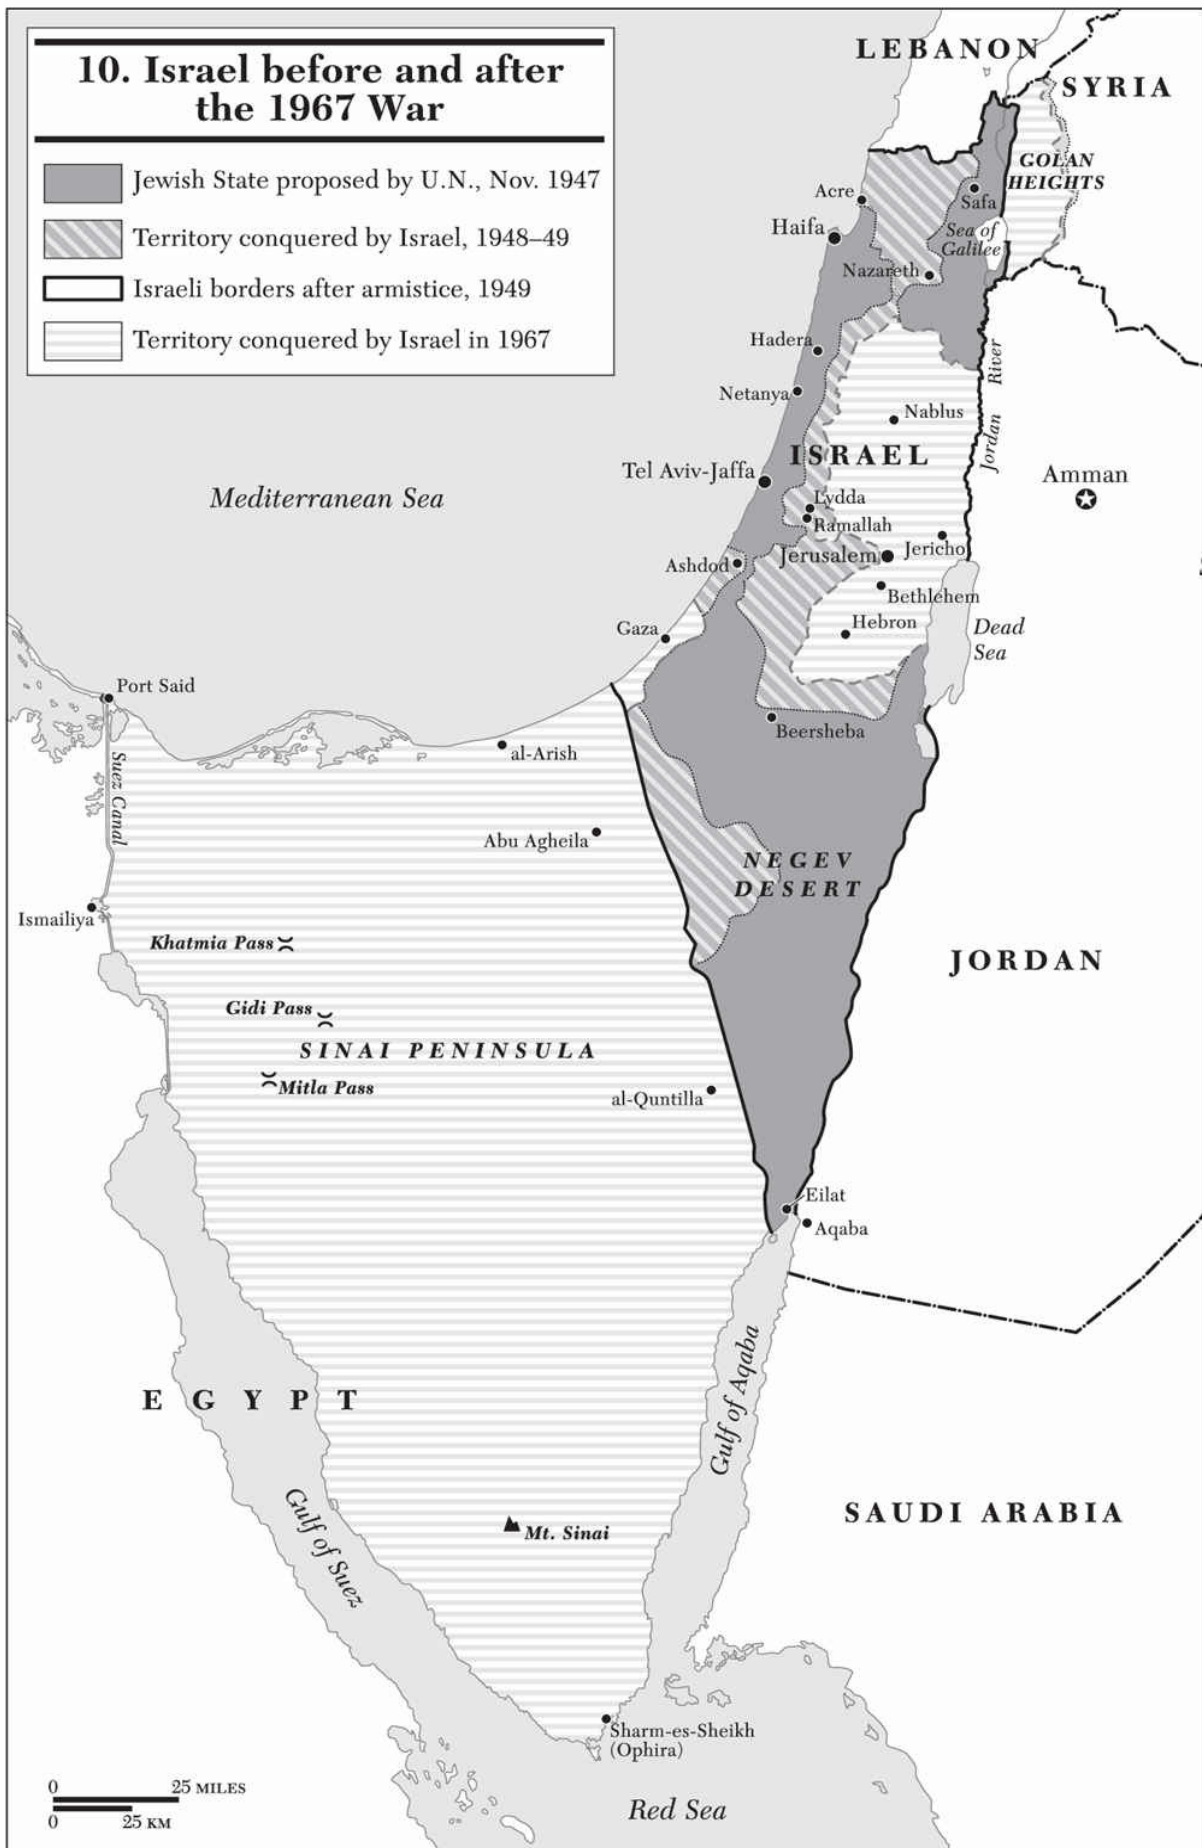 10. Israel before and after
the 1967 War
Jewish State proposed by U.N., Nov. 1947
Territory conquered by Israel, 1948–49
Israeli borders after armistice, 1949
Territory conquered by Israel in 1967
LEBANON
SYRIA
GOLAN
HEIGHTS
Acre
Safa
Haifa
Sea of
Galilee
Nazareth
Hadera
Jordan River
Netanya
Nablus
ISRAEL
Tel Aviv-Jaffa
Amman
Mediterranean Sea
Lydda
Ramallah
Jerusalem
Jericho
Ashdod
Bethlehem
Gaza
Hebron
Dead
Sea
Port Said
Beersheba
al-Arish
Suez Canal
Abu Agheila
NEGEV
DESERT
Ismailiya
Khatmia Pass
JORDAN
Gidi Pass
SINAI PENINSULA
Mitla Pass
al-Quntilla
Eilat
Aqaba
EGYPT
Gulf of Aqaba
Gulf of Suez
SAUDI ARABIA
Mt. Sinai
Sharm-es-Sheikh
(Ophira)
0 25 MILES
0 25 KM
Red Sea